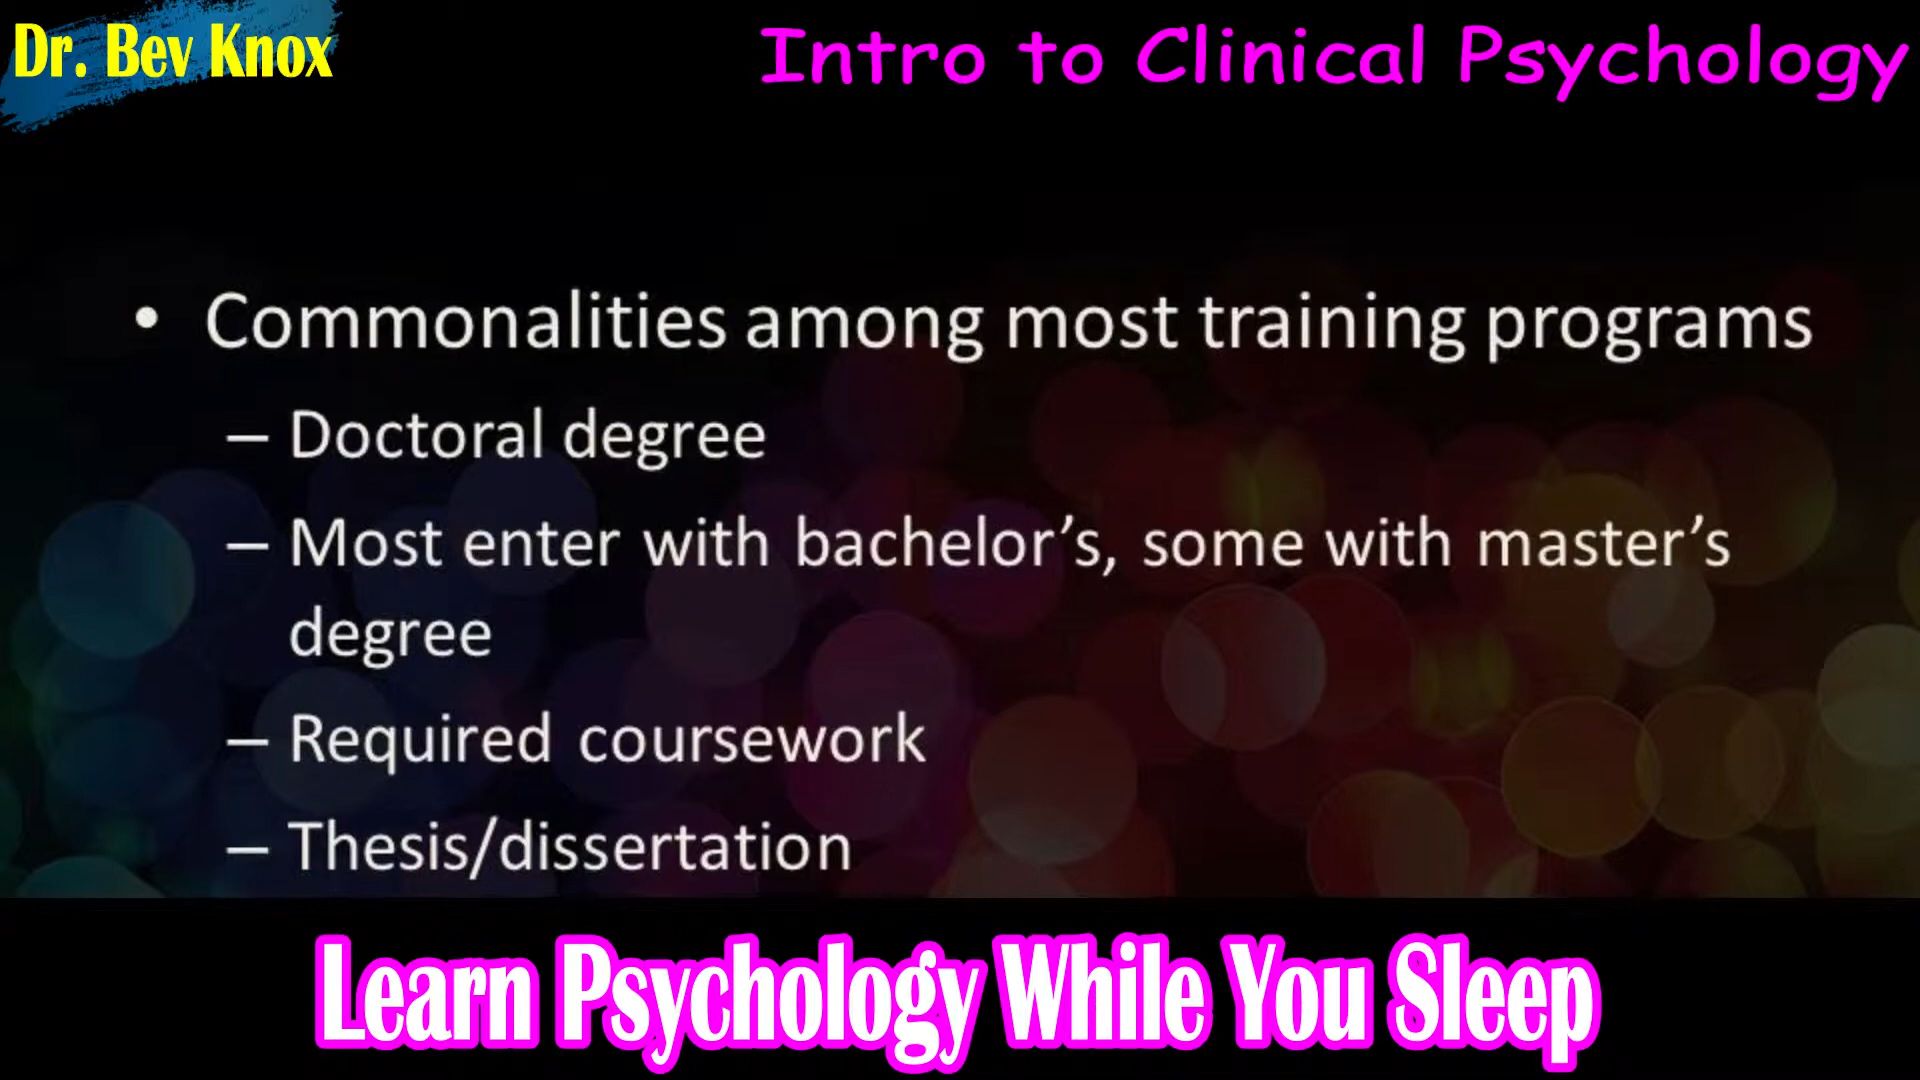 Dr. Bev Knox
Intro to Clinical Psychology
• Commonalities among most training programs
– Doctoral degree
– Most enter with bachelor’s, some with master’s
degree
– Required coursework
– Thesis/dissertation
Learn Psychology While You Sleep